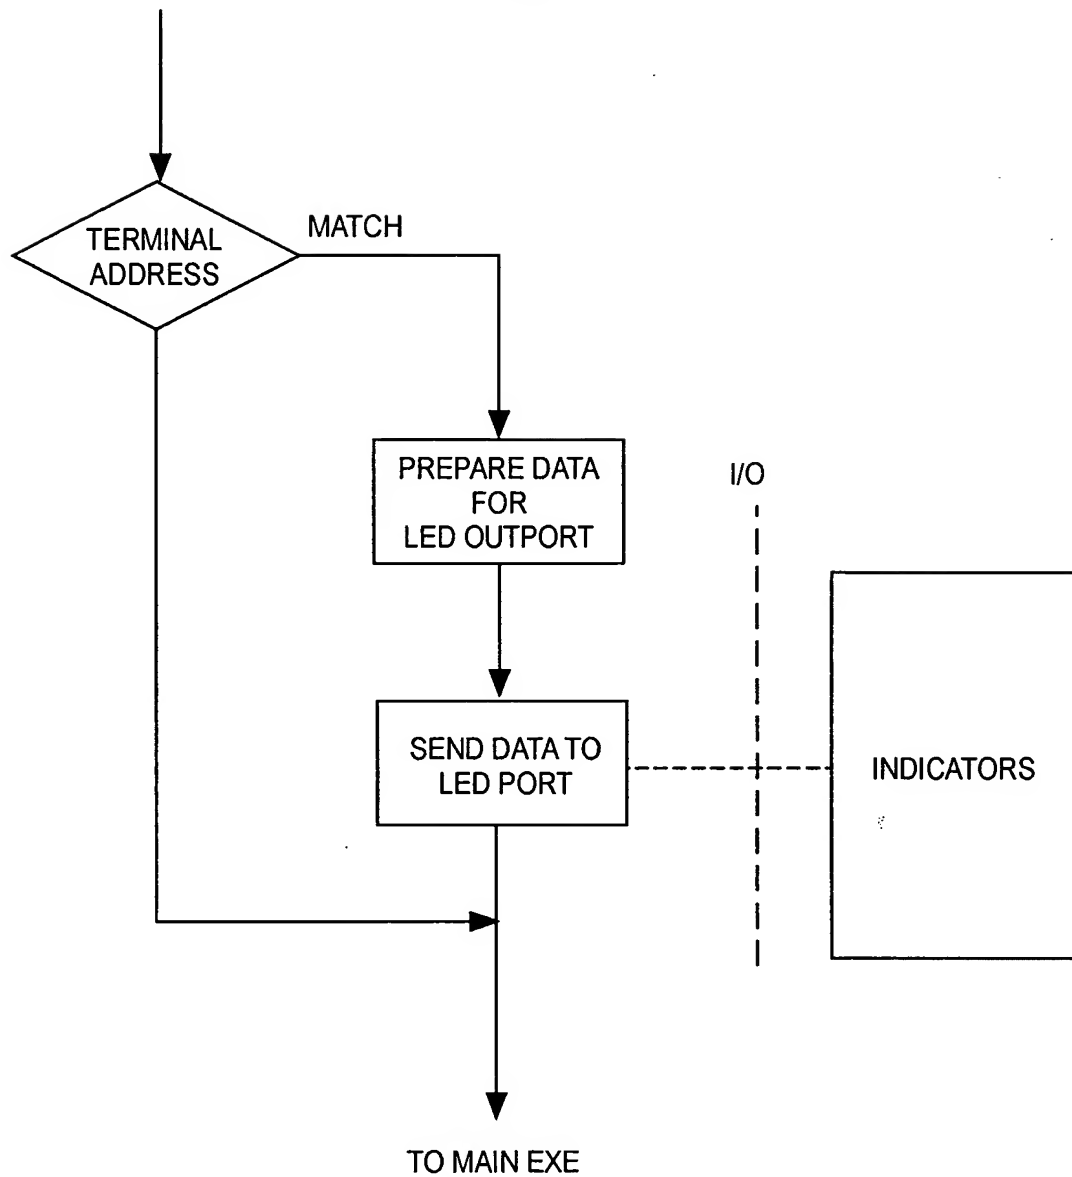 TERMINAL
ADDRESS
MATCH
PREPARE DATA
FOR
LED OUTPORT
I/O
SEND DATA TO
LED PORT
INDICATORS
TO MAIN EXE